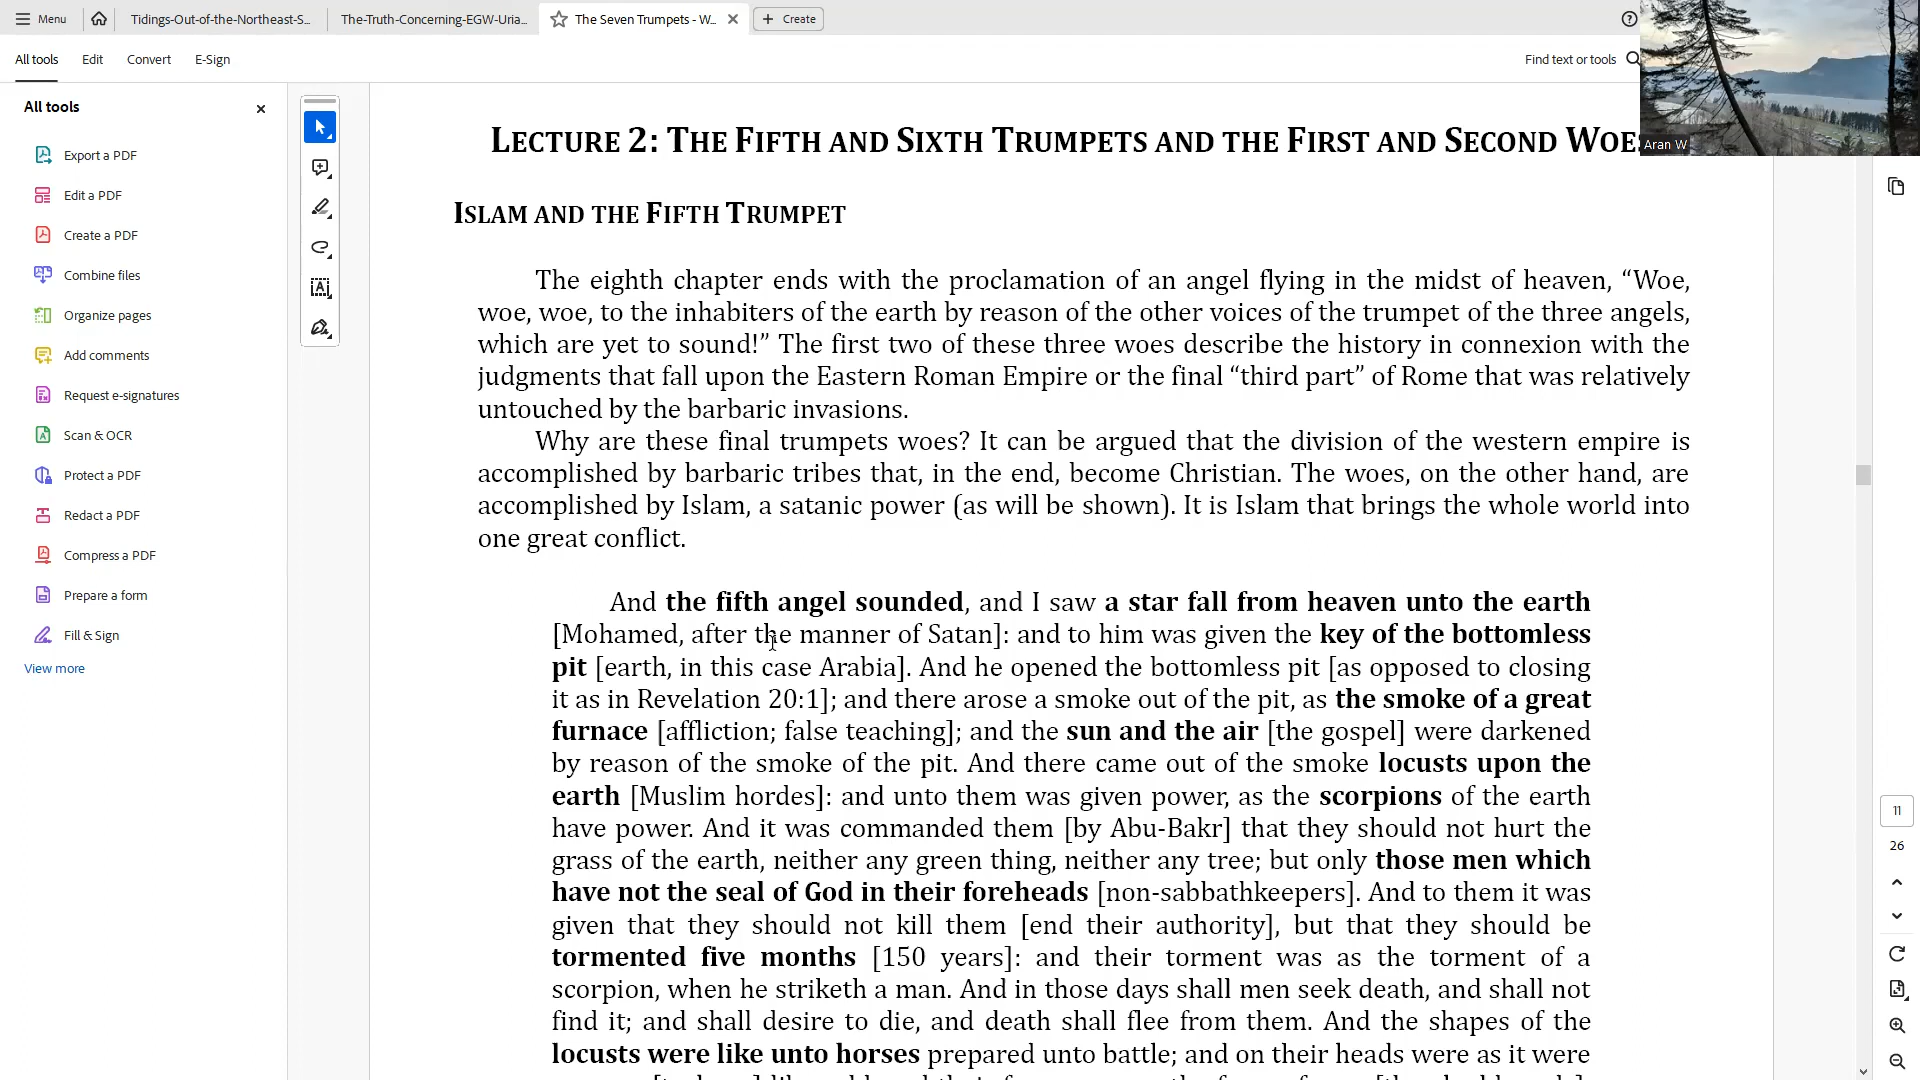 Menu
Tidings-Out-of-the-Northeast-S...
The-Truth-Concerning-EGW-Uria...
The Seven Trumpets - W...
Create
All tools
Edit
Convert
E-Sign
Find text or tools
Aran W
All tools
Export a PDF
Edit a PDF
Create a PDF
Combine files
Organize pages
Add comments
Request e-signatures
Scan & OCR
Protect a PDF
Redact a PDF
Compress a PDF
Prepare a form
Fill & Sign
View more
LECTURE 2: THE FIFTH AND SIXTH TRUMPETS AND THE FIRST AND SECOND WOES
ISLAM AND THE FIFTH TRUMPET
The eighth chapter ends with the proclamation of an angel flying in the midst of heaven, “Woe,
woe, woe, to the inhabiters of the earth by reason of the other voices of the trumpet of the three angels,
which are yet to sound!” The first two of these three woes describe the history in connexion with the
judgments that fall upon the Eastern Roman Empire or the final “third part” of Rome that was relatively
untouched by the barbaric invasions.
Why are these final trumpets woes? It can be argued that the division of the western empire is
accomplished by barbaric tribes that, in the end, become Christian. The woes, on the other hand, are
accomplished by Islam, a satanic power (as will be shown). It is Islam that brings the whole world into
one great conflict.
And the fifth angel sounded, and I saw a star fall from heaven unto the earth
[Mohamed, after the manner of Satan]: and to him was given the key of the bottomless
pit [earth, in this case Arabia]. And he opened the bottomless pit [as opposed to closing
it as in Revelation 20:1]; and there arose a smoke out of the pit, as the smoke of a great
furnace [affliction; false teaching]; and the sun and the air [the gospel] were darkened
by reason of the smoke of the pit. And there came out of the smoke locusts upon the
earth [Muslim hordes]: and unto them was given power, as the scorpions of the earth
have power. And it was commanded them [by Abu-Bakr] that they should not hurt the
grass of the earth, neither any green thing, neither any tree; but only those men which
have not the seal of God in their foreheads [non-sabbathkeepers]. And to them it was
given that they should not kill them [end their authority], but that they should be
tormented five months [150 years]: and their torment was as the torment of a
scorpion, when he striketh a man. And in those days shall men seek death, and shall not
find it; and shall desire to die, and death shall flee from them. And the shapes of the
locusts were like unto horses prepared unto battle; and on their heads were as it were
11
26